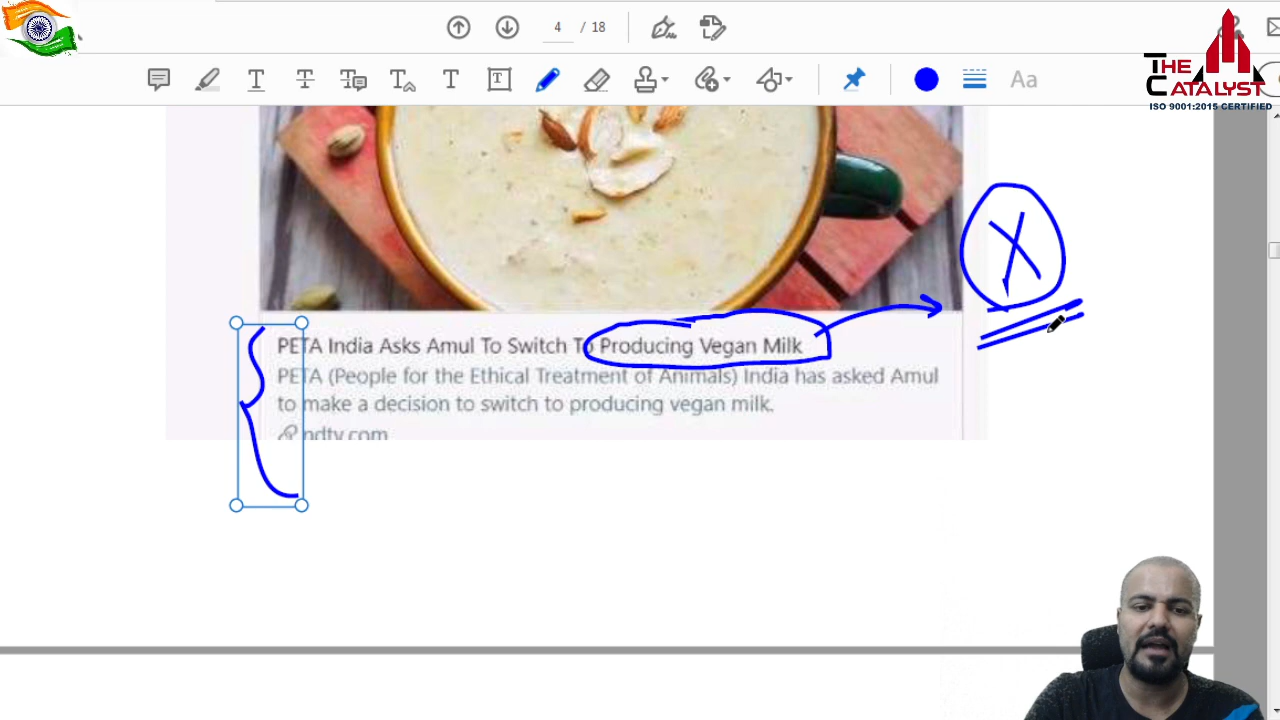 4 / 18
THE
CATALYST
ISO 9001:2015 CERTIFIED
T T T T T T Aa
X
PETA India Asks Amul To Switch To Producing Vegan Milk
PETA (People for the Ethical Treatment of Animals) India has asked Amul
to make a decision to switch to producing vegan milk.
ndtv.com